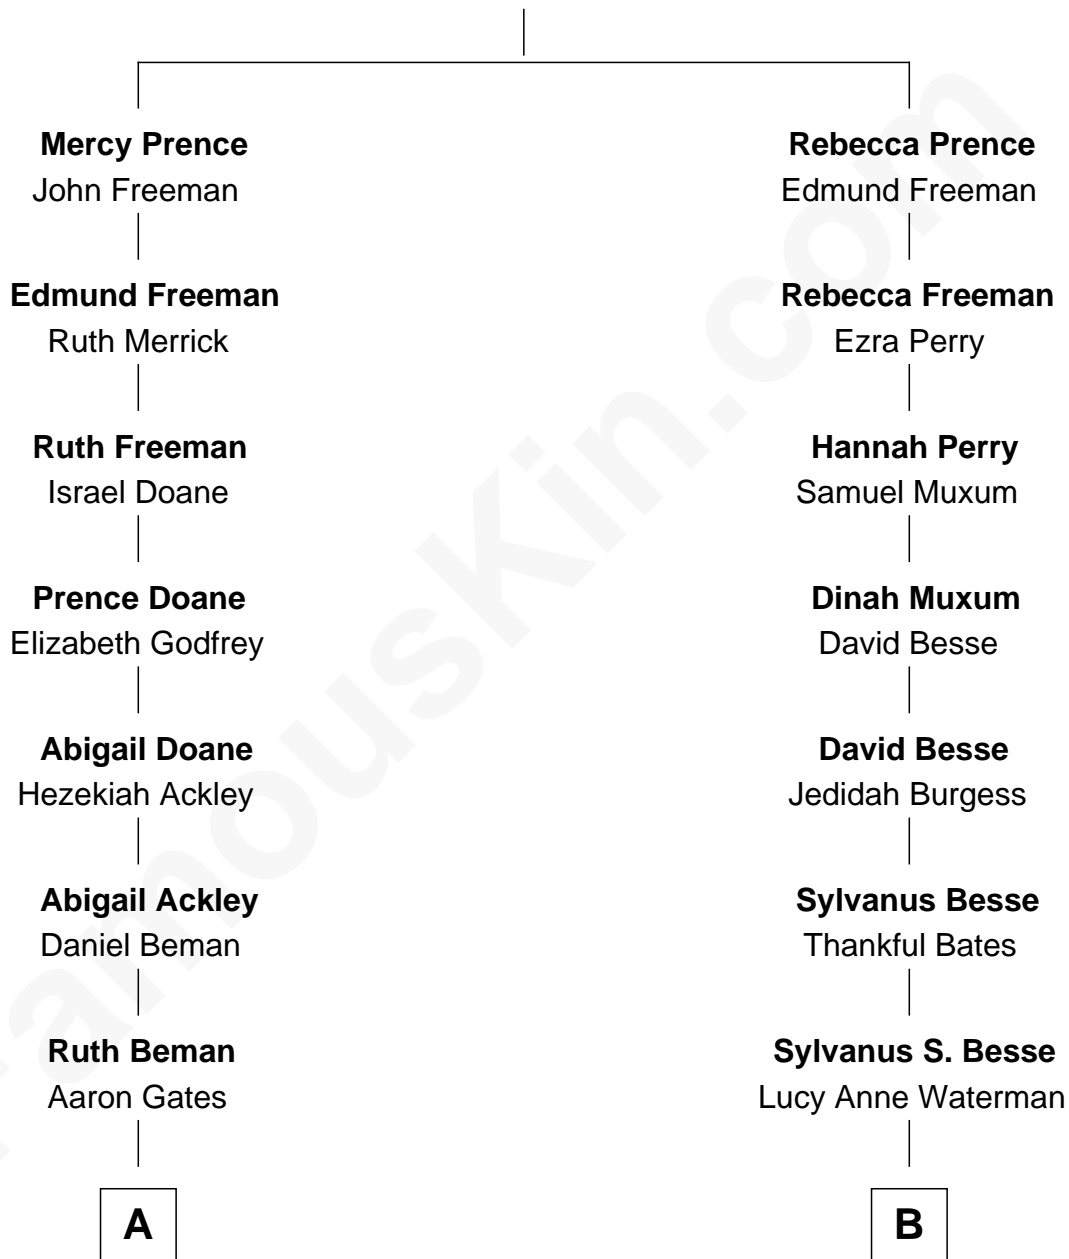 Mercy Prence
John Freeman
Edmund Freeman
Ruth Merrick
Ruth Freeman
Israel Doane
Prence Doane
Elizabeth Godfrey
Abigail Doane
Hezekiah Ackley
Abigail Ackley
Daniel Beman
Ruth Beman
Aaron Gates
A
Rebecca Prence
Edmund Freeman
Rebecca Freeman
Ezra Perry
Hannah Perry
Samuel Muxum
Dinah Muxum
David Besse
David Besse
Jedidah Burgess
Sylvanus Besse
Thankful Bates
Sylvanus S. Besse
Lucy Anne Waterman
B
FamousKin.com